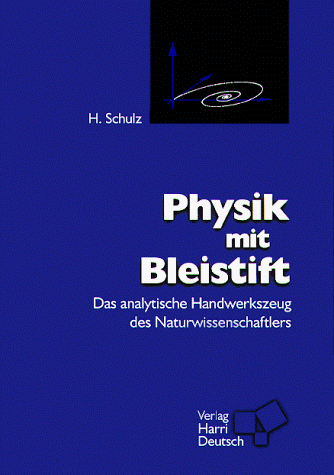 H. Schulz
Physik
mit
Bleistift
Das analytische Handwerkszeug
des Naturwissenschaftlers
Verlag
Harri
Deutsch